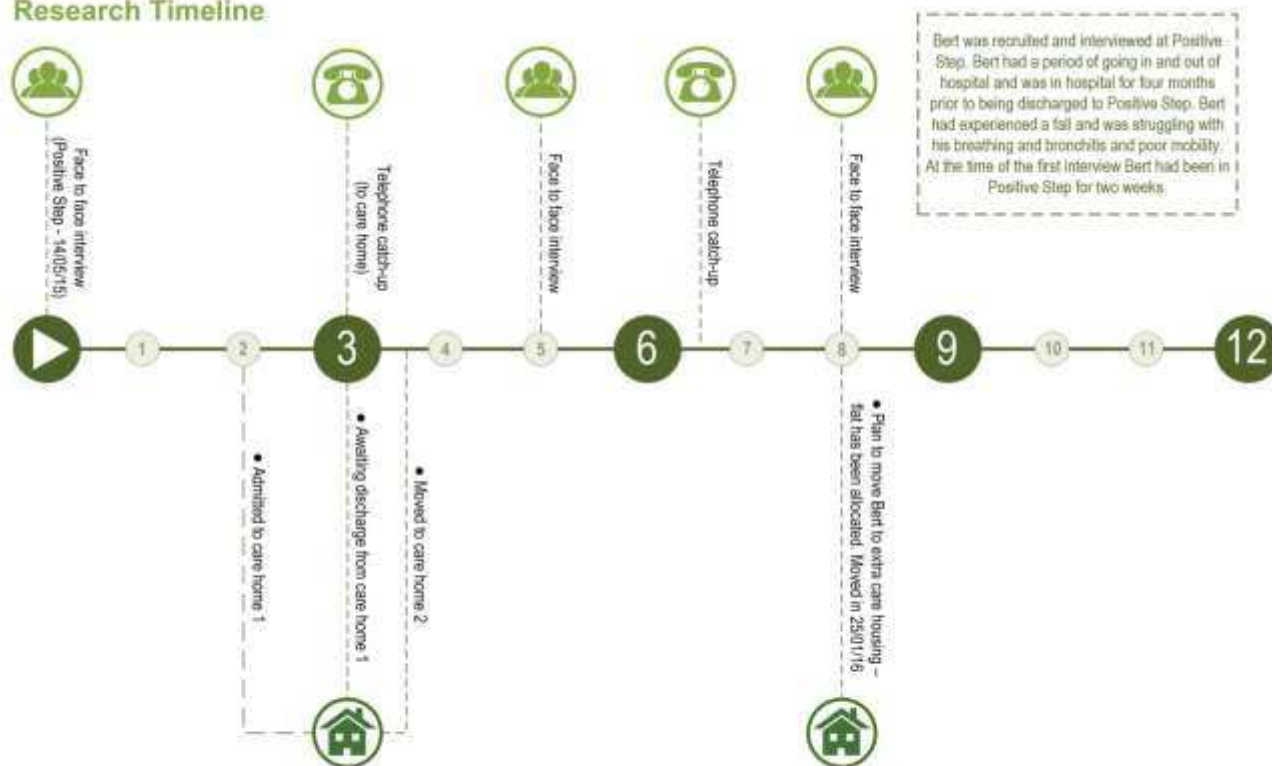 Research Timeline
Bert was recruited and interviewed at Positive
Step. Bert had a period of going in and out of
hospital and was in hospital for four months
prior to being discharged to Positive Step. Bert
had experienced a fall and was struggling with
his breathing and bronchitis and poor mobility.
At the time of the first Interview Bert had been in
Positive Step for two weeks
Face to face interview
(Positive Step - 14/05/15)
Telephone catch-up
(to care home)
Face to face interview
Telephone catch-up
Face to face interview
1
2
3
4
5
6
7
8
9
10
11
12
• Admitted to care home 1
• Awaiting discharge from care home 1
• Moved to care home 2
• Plan to move Bert to extra care housing –
flat has been allocated. Moved in 25/01/16